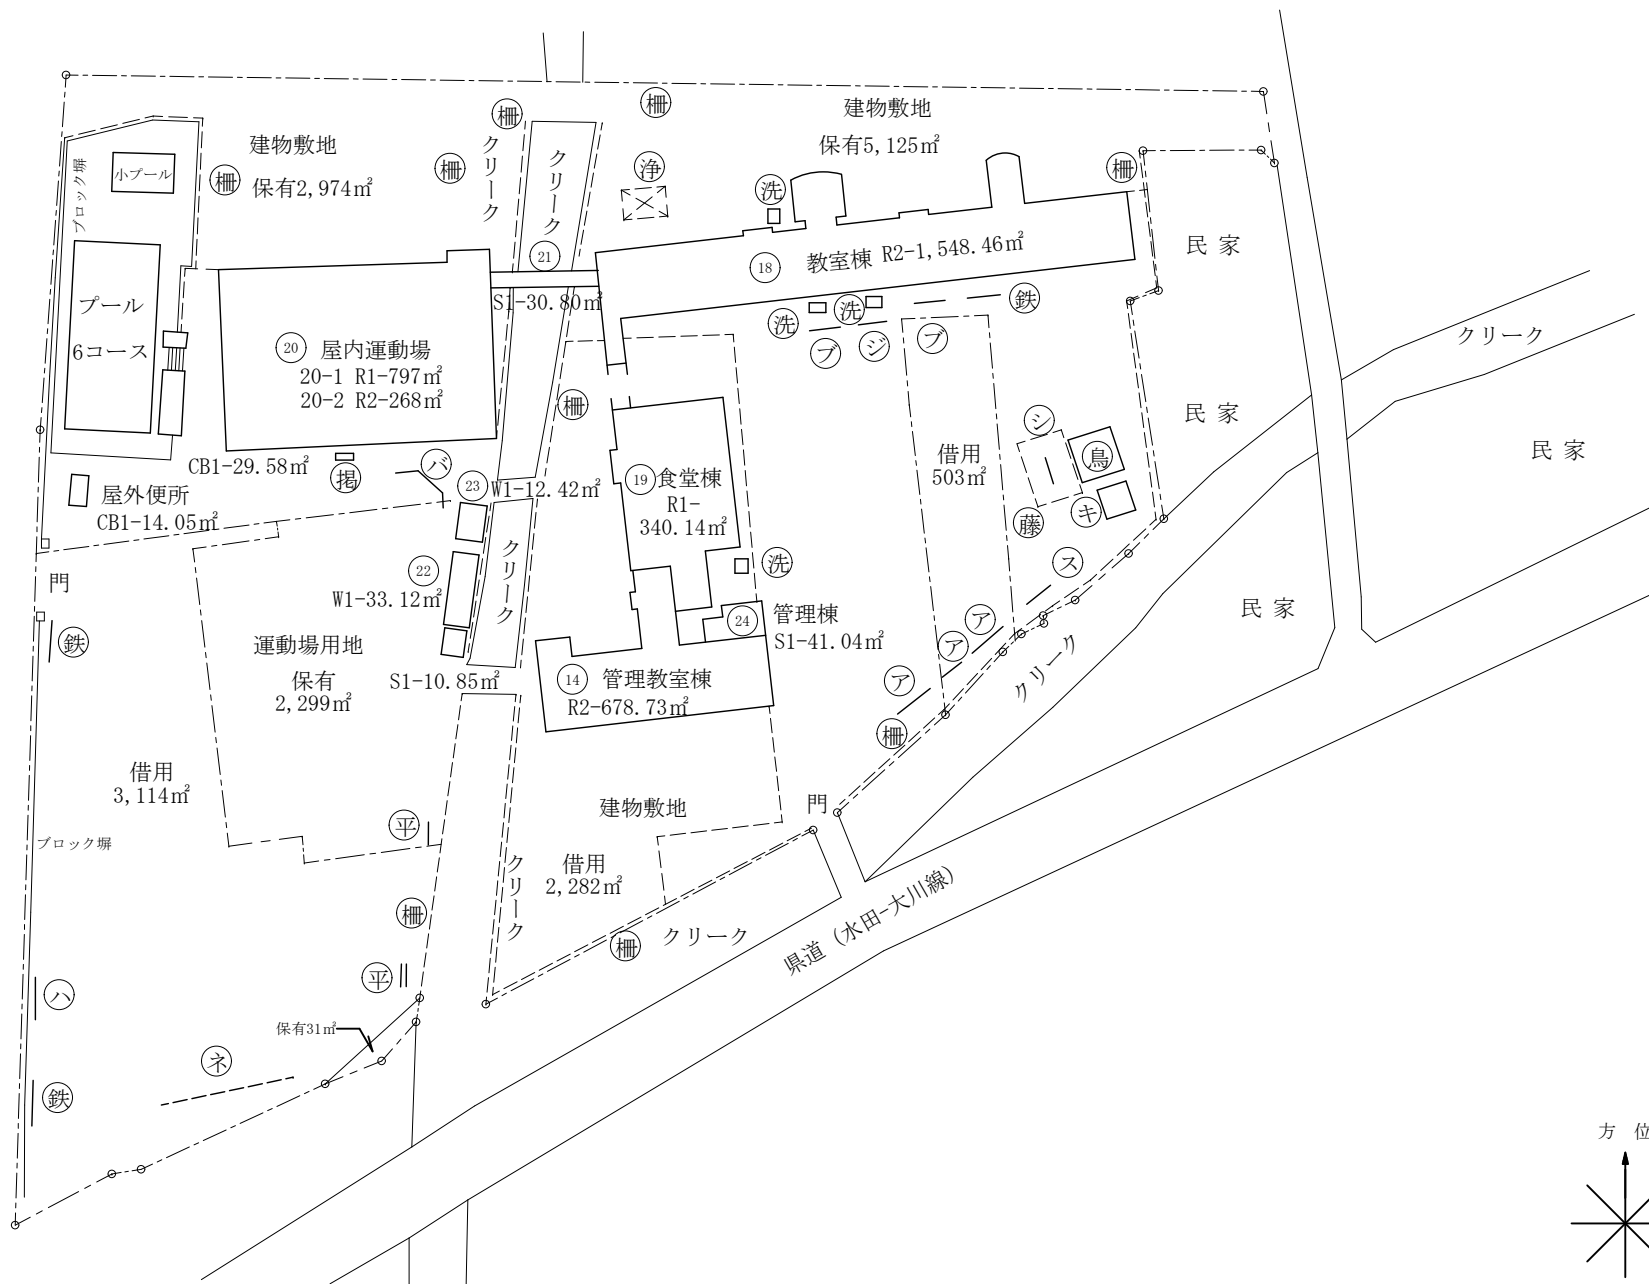 柵
柵
建物敷地
保有5,125㎡
建物敷地
保有2,974㎡
柵
柵
柵
クリーク
クリーク
浄
洗
小プール
ブロック塀
プール
6コース
21
S1-30.80㎡
18
教室棟 R2-1,548.46㎡
民 家
鉄
洗
洗
ブ
ジ
ブ
クリーク
20
屋内運動場
20-1 R1-797㎡
20-2 R2-268㎡
柵
民 家
民 家
シ
鳥
借用
503㎡
藤
キ
CB1-29.58㎡
掲
バ
23
W1-12.42㎡
19
食堂棟
R1-
340.14㎡
屋外便所
CB1-14.05㎡
門
クリーク
22
W1-33.12㎡
洗
ス
民 家
鉄
運動場用地
保有
2,299㎡
S1-10.85㎡
24
管理棟
S1-41.04㎡
ア
ア
ア
クリーク
14
管理教室棟
R2-678.73㎡
柵
借用
3,114㎡
建物敷地
門
平
ブロック塀
クリーク
借用
2,282㎡
県道（水田-大川線）
柵
柵
クリーク
平
ハ
保有31㎡
ネ
鉄
方 位